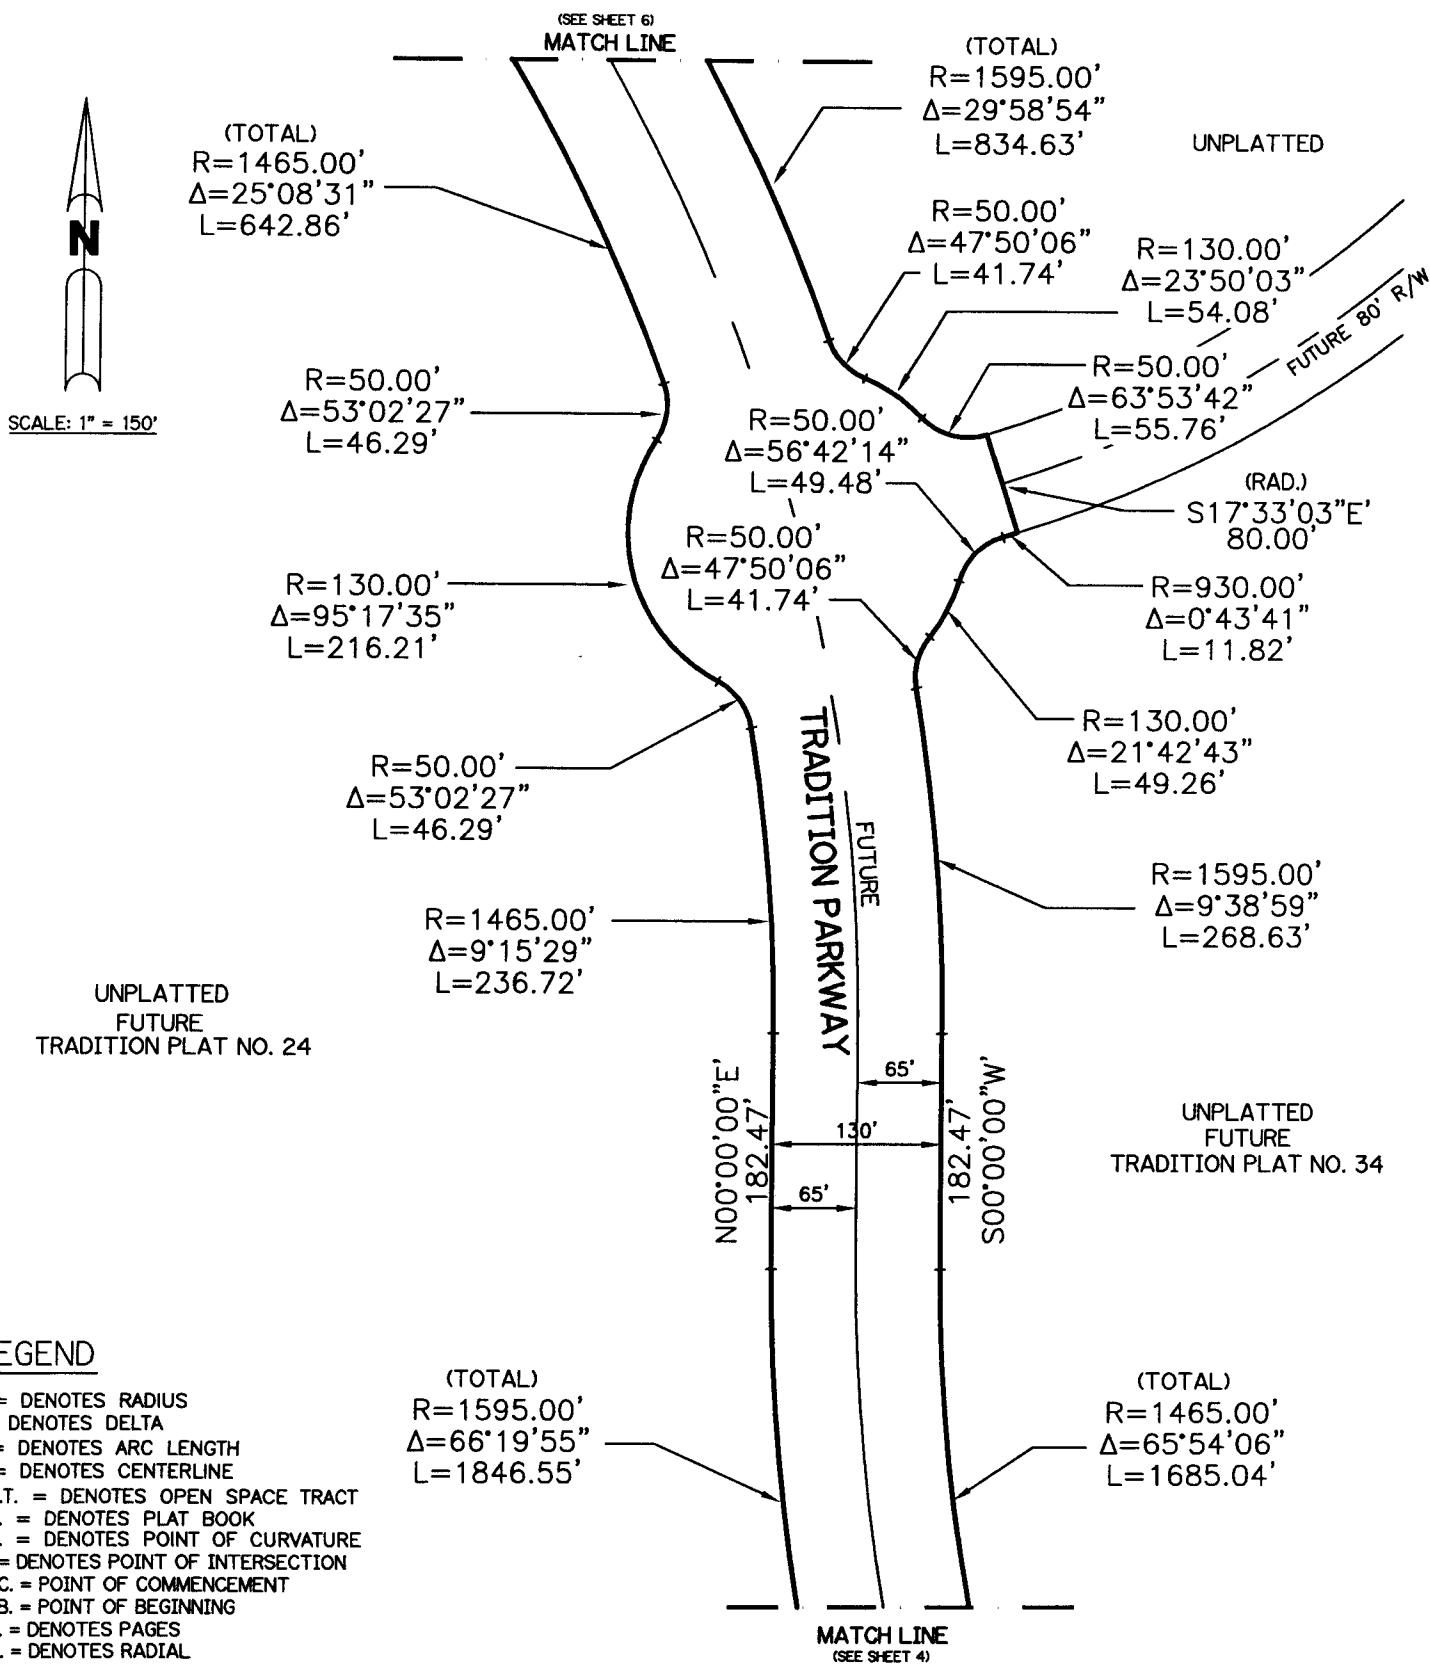 (SEE SHEET 6)
MATCH LINE
(TOTAL)
R=1595.00'
Δ=29°58'54"
L=834.63'
UNPLATTED
(TOTAL)
R=1465.00'
Δ=25°08'31"
L=642.86'
N
SCALE: 1" = 150'
R=50.00'
Δ=47°50'06"
L=41.74'
R=130.00'
Δ=23°50'03"
L=54.08'
FUTURE 80' R/W
R=50.00'
Δ=63°53'42"
L=55.76'
R=50.00'
Δ=53°02'27"
L=46.29'
R=50.00'
Δ=56°42'14"
L=49.48'
(RAD.)
S17°33'03"E'
80.00'
R=50.00'
Δ=47°50'06"
L=41.74'
R=130.00'
Δ=95°17'35"
L=216.21'
R=930.00'
Δ=0°43'41"
L=11.82'
R=130.00'
Δ=21°42'43"
L=49.26'
R=50.00'
Δ=53°02'27"
L=46.29'
TRADITION PARKWAY
FUTURE
R=1595.00'
Δ=9°38'59"
L=268.63'
R=1465.00'
Δ=9°15'29"
L=236.72'
UNPLATTED
FUTURE
TRADITION PLAT NO. 24
65'
130'
65'
N00°00'00"E'
182.47'
182.47'
S00°00'00"W'
UNPLATTED
FUTURE
TRADITION PLAT NO. 34
EGEND
= DENOTES RADIUS
DENOTES DELTA
= DENOTES ARC LENGTH
= DENOTES CENTERLINE
.T. = DENOTES OPEN SPACE TRACT
. = DENOTES PLAT BOOK
. = DENOTES POINT OF CURVATURE
= DENOTES POINT OF INTERSECTION
C. = POINT OF COMMENCEMENT
B. = POINT OF BEGINNING
. = DENOTES PAGES
. = DENOTES RADIAL
(TOTAL)
R=1595.00'
Δ=66°19'55"
L=1846.55'
(TOTAL)
R=1465.00'
Δ=65°54'06"
L=1685.04'
MATCH LINE
(SEE SHEET 4)